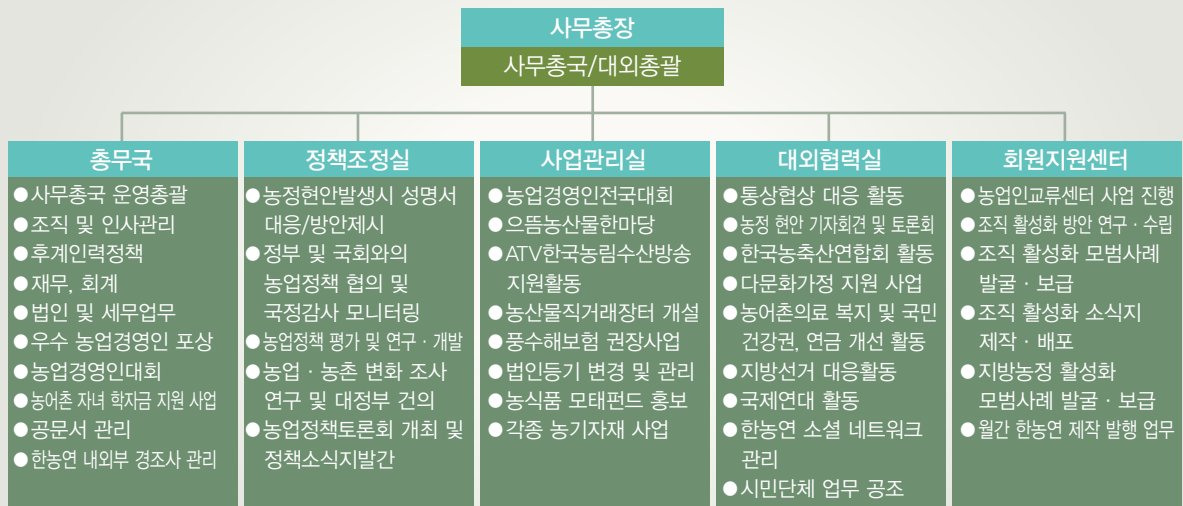 사무총장
사무총국/대외총괄
총무국
●사무총국 운영총괄
●조직 및 인사관리
●후계인력정책
●재무, 회계
●법인 및 세무업무
●우수 농업경영인 포상
●농업경영인대회
●농어촌 자녀 학자금 지원 사업
●공문서 관리
●한농연 내외부 경조사 관리
정책조정실
●농정현안발생시 성명서
대응/방안제시
●정부 및 국회와의
농업정책 협의 및
국정감사 모니터링
●농업정책 평가 및 연구·개발
●농업·농촌 변화 조사
연구 및 대정부 건의
●농업정책토론회 개최 및
정책소식지발간
사업관리실
●농업경영인전국대회
●으뜸농산물한마당
●ATV한국농림수산방송
지원활동
●농산물직거래장터 개설
●풍수해보험 권장사업
●법인등기 변경 및 관리
●농식품 모태펀드 홍보
●각종 농기자재 사업
대외협력실
●통상협상 대응 활동
●농정 현안 기자회견 및 토론회
●한국농축산연합회 활동
●다문화가정 지원 사업
●농어촌의료 복지 및 국민
건강권, 연금 개선 활동
●지방선거 대응활동
●국제연대 활동
●한농연 소셜 네트워크
관리
●시민단체 업무 공조
회원지원센터
●농업인교류센터 사업 진행
●조직 활성화 방안 연구·수립
●조직 활성화 모범사례
발굴·보급
●조직 활성화 소식지
제작·배포
●지방농정 활성화
모범사례 발굴·보급
●월간 한농연 제작 발행 업무